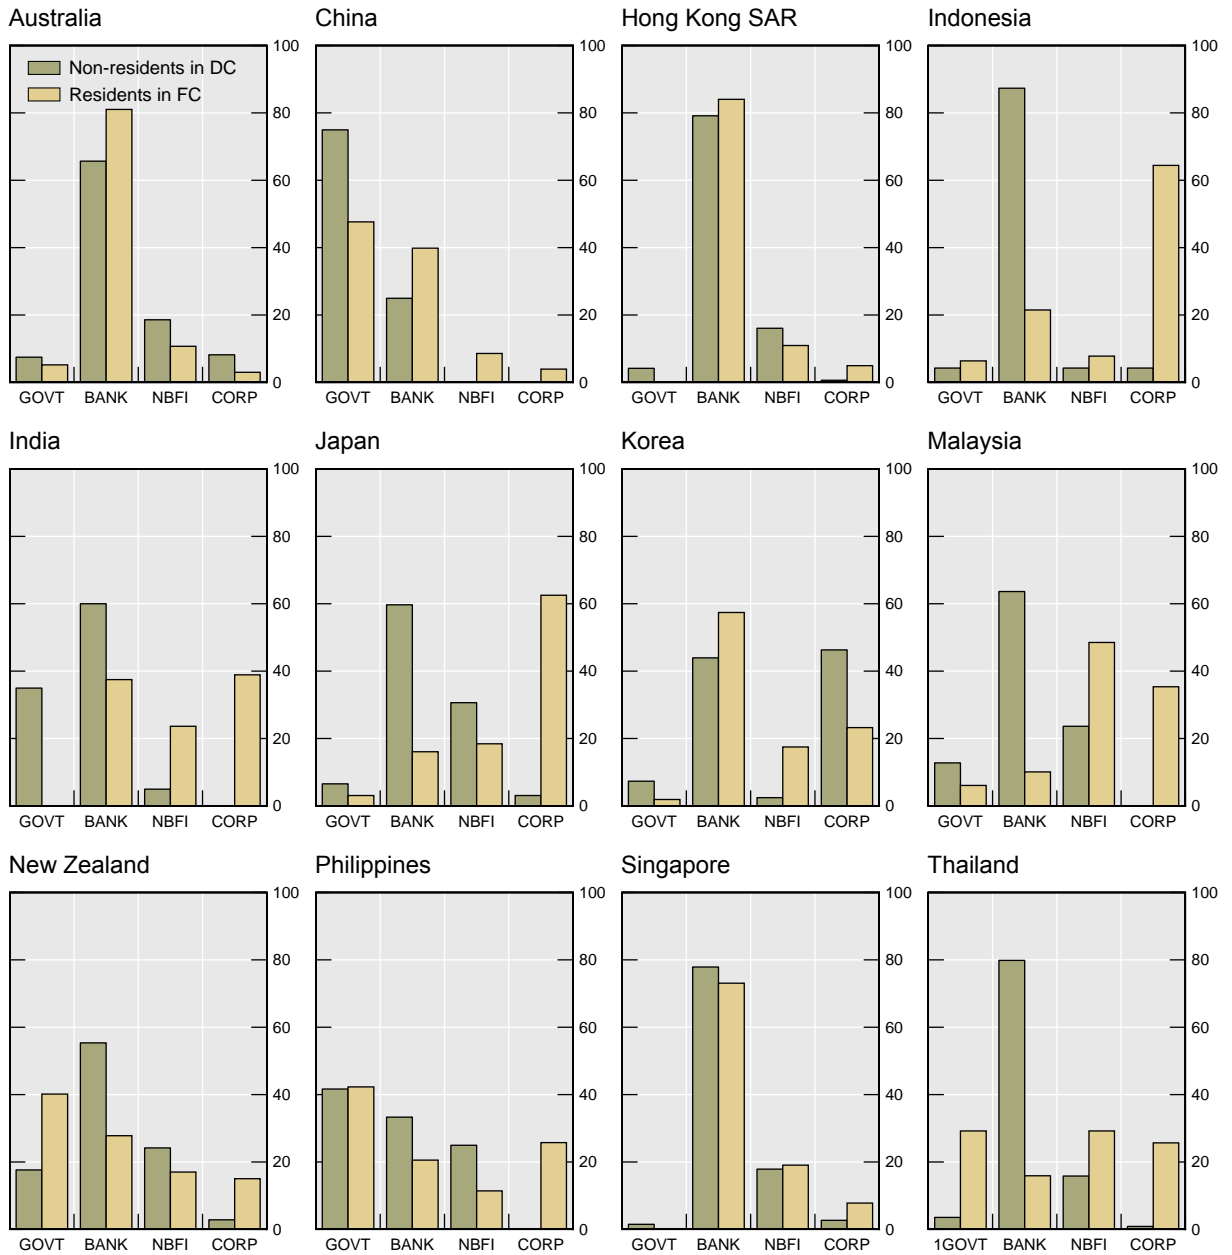 Australia China Hong Kong SAR Indonesia
100 100 100 100
Non-residents in DC
Residents in FC
80 80 80 80
60 60 60 60
40 40 40 40
20 20 20 20
0 0 0 0
GOVT BANK NBFI CORP GOVT BANK NBFI CORP GOVT BANK NBFI CORP GOVT BANK NBFI CORP
India Japan Korea Malaysia
100 100 100 100
80 80 80 80
60 60 60 60
40 40 40 40
20 20 20 20
0 0 0 0
GOVT BANK NBFI CORP GOVT BANK NBFI CORP GOVT BANK NBFI CORP GOVT BANK NBFI CORP
New Zealand Philippines Singapore Thailand
100 100 100 100
80 80 80 80
60 60 60 60
40 40 40 40
20 20 20 20
0 0 0 0
GOVT BANK NBFI CORP GOVT BANK NBFI CORP GOVT BANK NBFI CORP 1GOVT BANK NBFI CORP